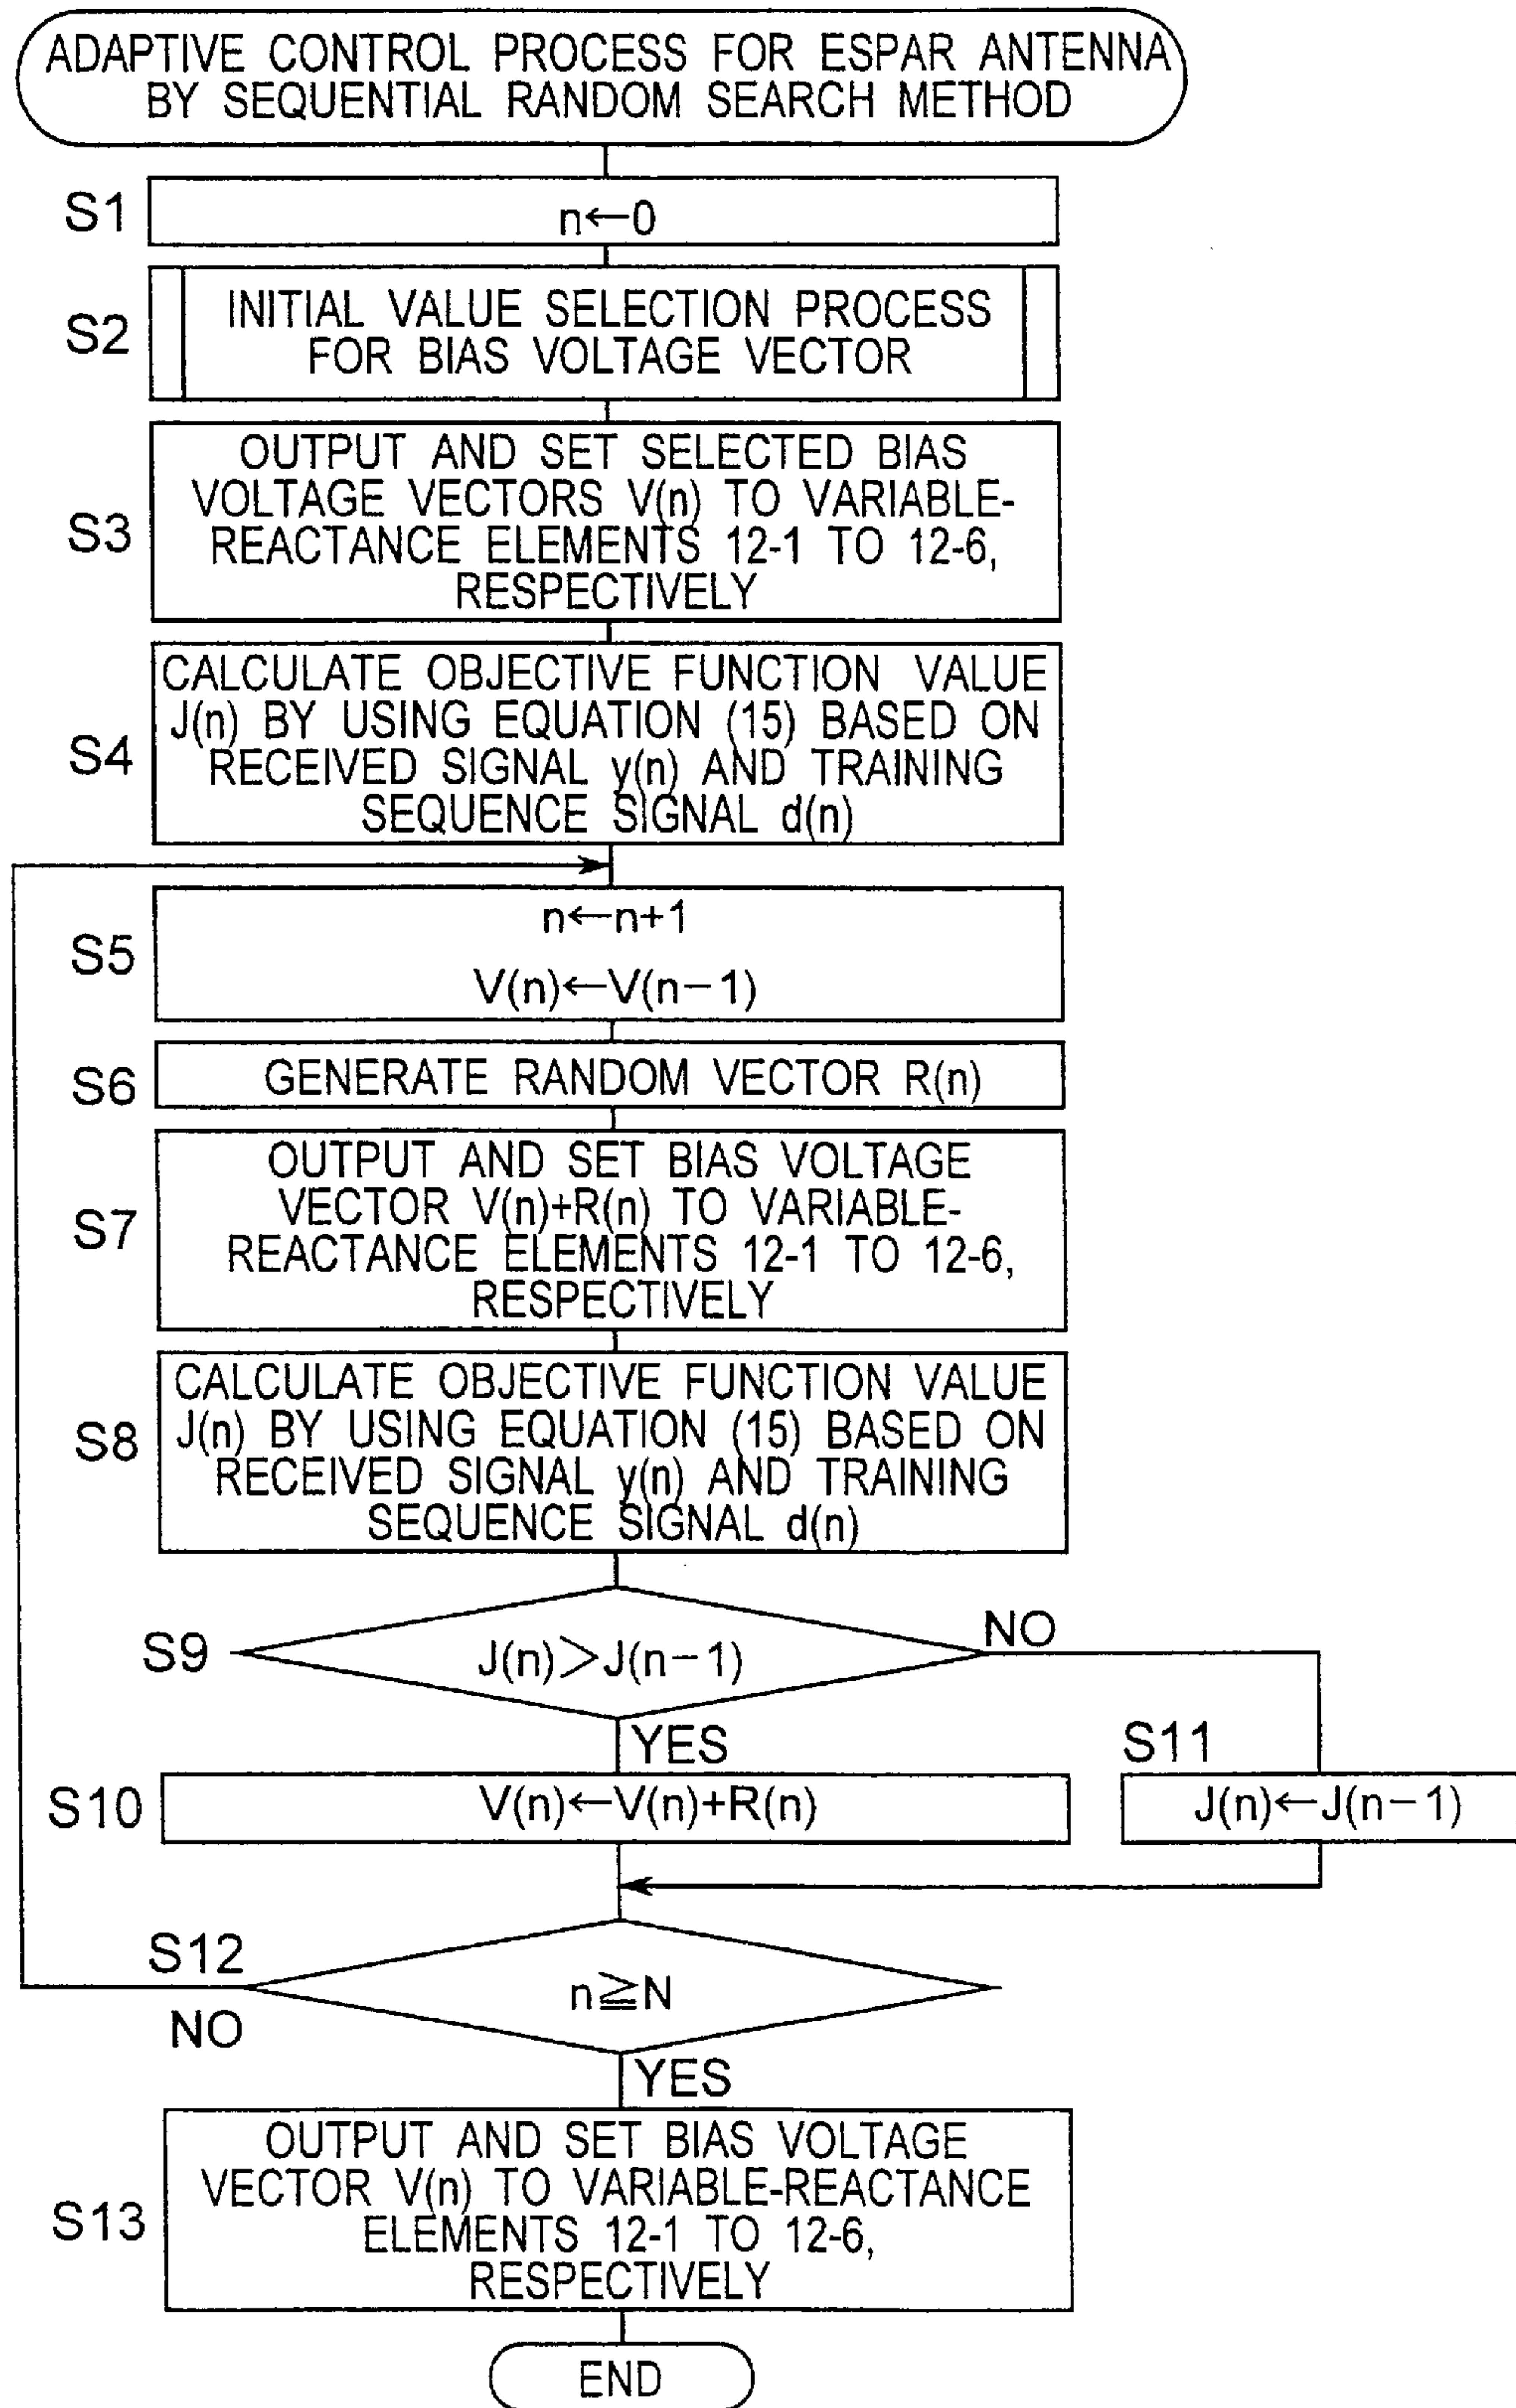 ADAPTIVE CONTROL PROCESS FOR ESPAR ANTENNA
BY SEQUENTIAL RANDOM SEARCH METHOD
S1
n←0
S2
INITIAL VALUE SELECTION PROCESS
FOR BIAS VOLTAGE VECTOR
S3
OUTPUT AND SET SELECTED BIAS
VOLTAGE VECTORS V(n) TO VARIABLE-
REACTANCE ELEMENTS 12-1 TO 12-6,
RESPECTIVELY
S4
CALCULATE OBJECTIVE FUNCTION VALUE
J(n) BY USING EQUATION (15) BASED ON
RECEIVED SIGNAL y(n) AND TRAINING
SEQUENCE SIGNAL d(n)
S5
n←n+1
V(n)←V(n−1)
S6
GENERATE RANDOM VECTOR R(n)
S7
OUTPUT AND SET BIAS VOLTAGE
VECTOR V(n)+R(n) TO VARIABLE-
REACTANCE ELEMENTS 12-1 TO 12-6,
RESPECTIVELY
S8
CALCULATE OBJECTIVE FUNCTION VALUE
J(n) BY USING EQUATION (15) BASED ON
RECEIVED SIGNAL y(n) AND TRAINING
SEQUENCE SIGNAL d(n)
S9
J(n)>J(n−1)
NO
YES
S10
V(n)←V(n)+R(n)
S11
J(n)←J(n−1)
S12
n≧N
NO
YES
S13
OUTPUT AND SET BIAS VOLTAGE
VECTOR V(n) TO VARIABLE-REACTANCE
ELEMENTS 12-1 TO 12-6,
RESPECTIVELY
END